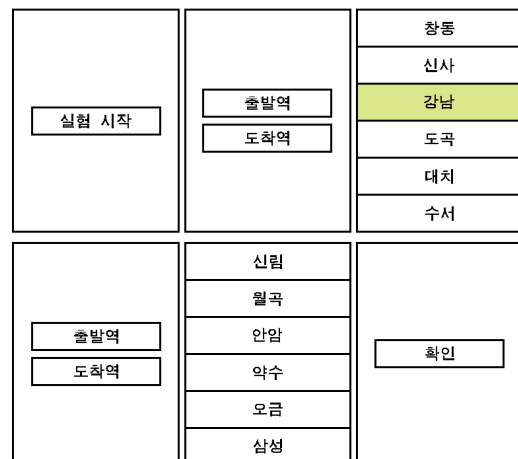 실험 시작
출발역
도착역
창동
신사
강남
도곡
대치
수서
출발역
도착역
신림
월곡
안암
약수
오금
삼성
확인